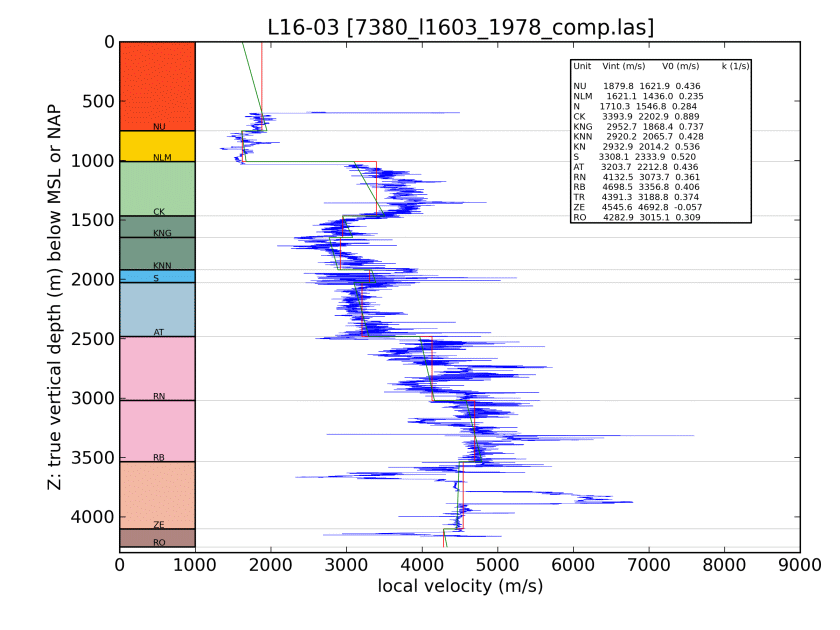 L16-03 [7380_l1603_1978_comp.las]
Unit Vint (m/s) V0 (m/s) k (1/s)
NU 1879.8 1621.9 0.436
NLM 1621.1 1436.0 0.235
N 1710.3 1546.8 0.284
CK 3393.9 2202.9 0.889
KNG 2952.7 1868.4 0.737
KNN 2920.2 2065.7 0.428
KN 2932.9 2014.2 0.536
S 3308.1 2333.9 0.520
AT 3203.7 2212.8 0.436
RN 4132.5 3073.7 0.361
RB 4698.5 3356.8 0.406
TR 4391.3 3188.8 0.374
ZE 4545.6 4692.8 -0.057
RO 4282.9 3015.1 0.309
Z: true vertical depth (m) below MSL or NAP
0
500
1000
1500
2000
2500
3000
3500
4000
NU
NLM
CK
KNG
KNN
S
AT
RN
RB
ZE
RO
0 1000 2000 3000 4000 5000 6000 7000 8000 9000
local velocity (m/s)